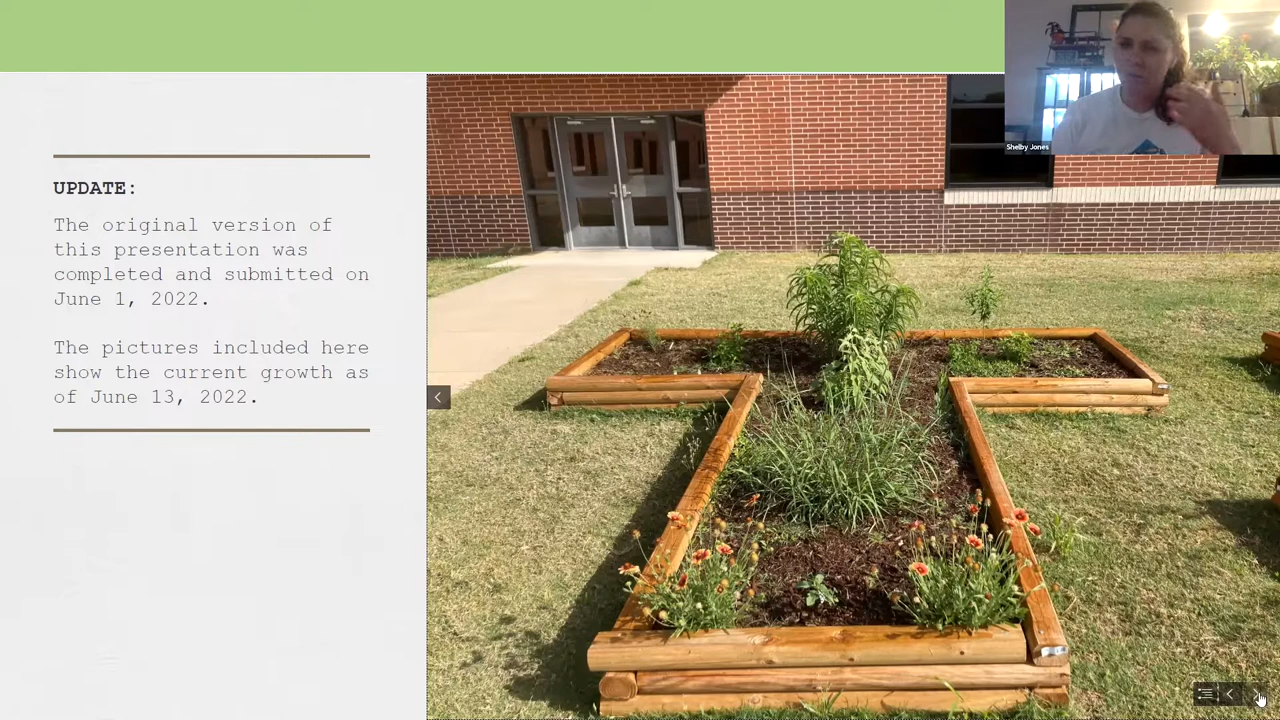 Shelby Jones
UPDATE:
The original version of
this presentation was
completed and submitted on
June 1, 2022.
The pictures included here
show the current growth as
of June 13, 2022.